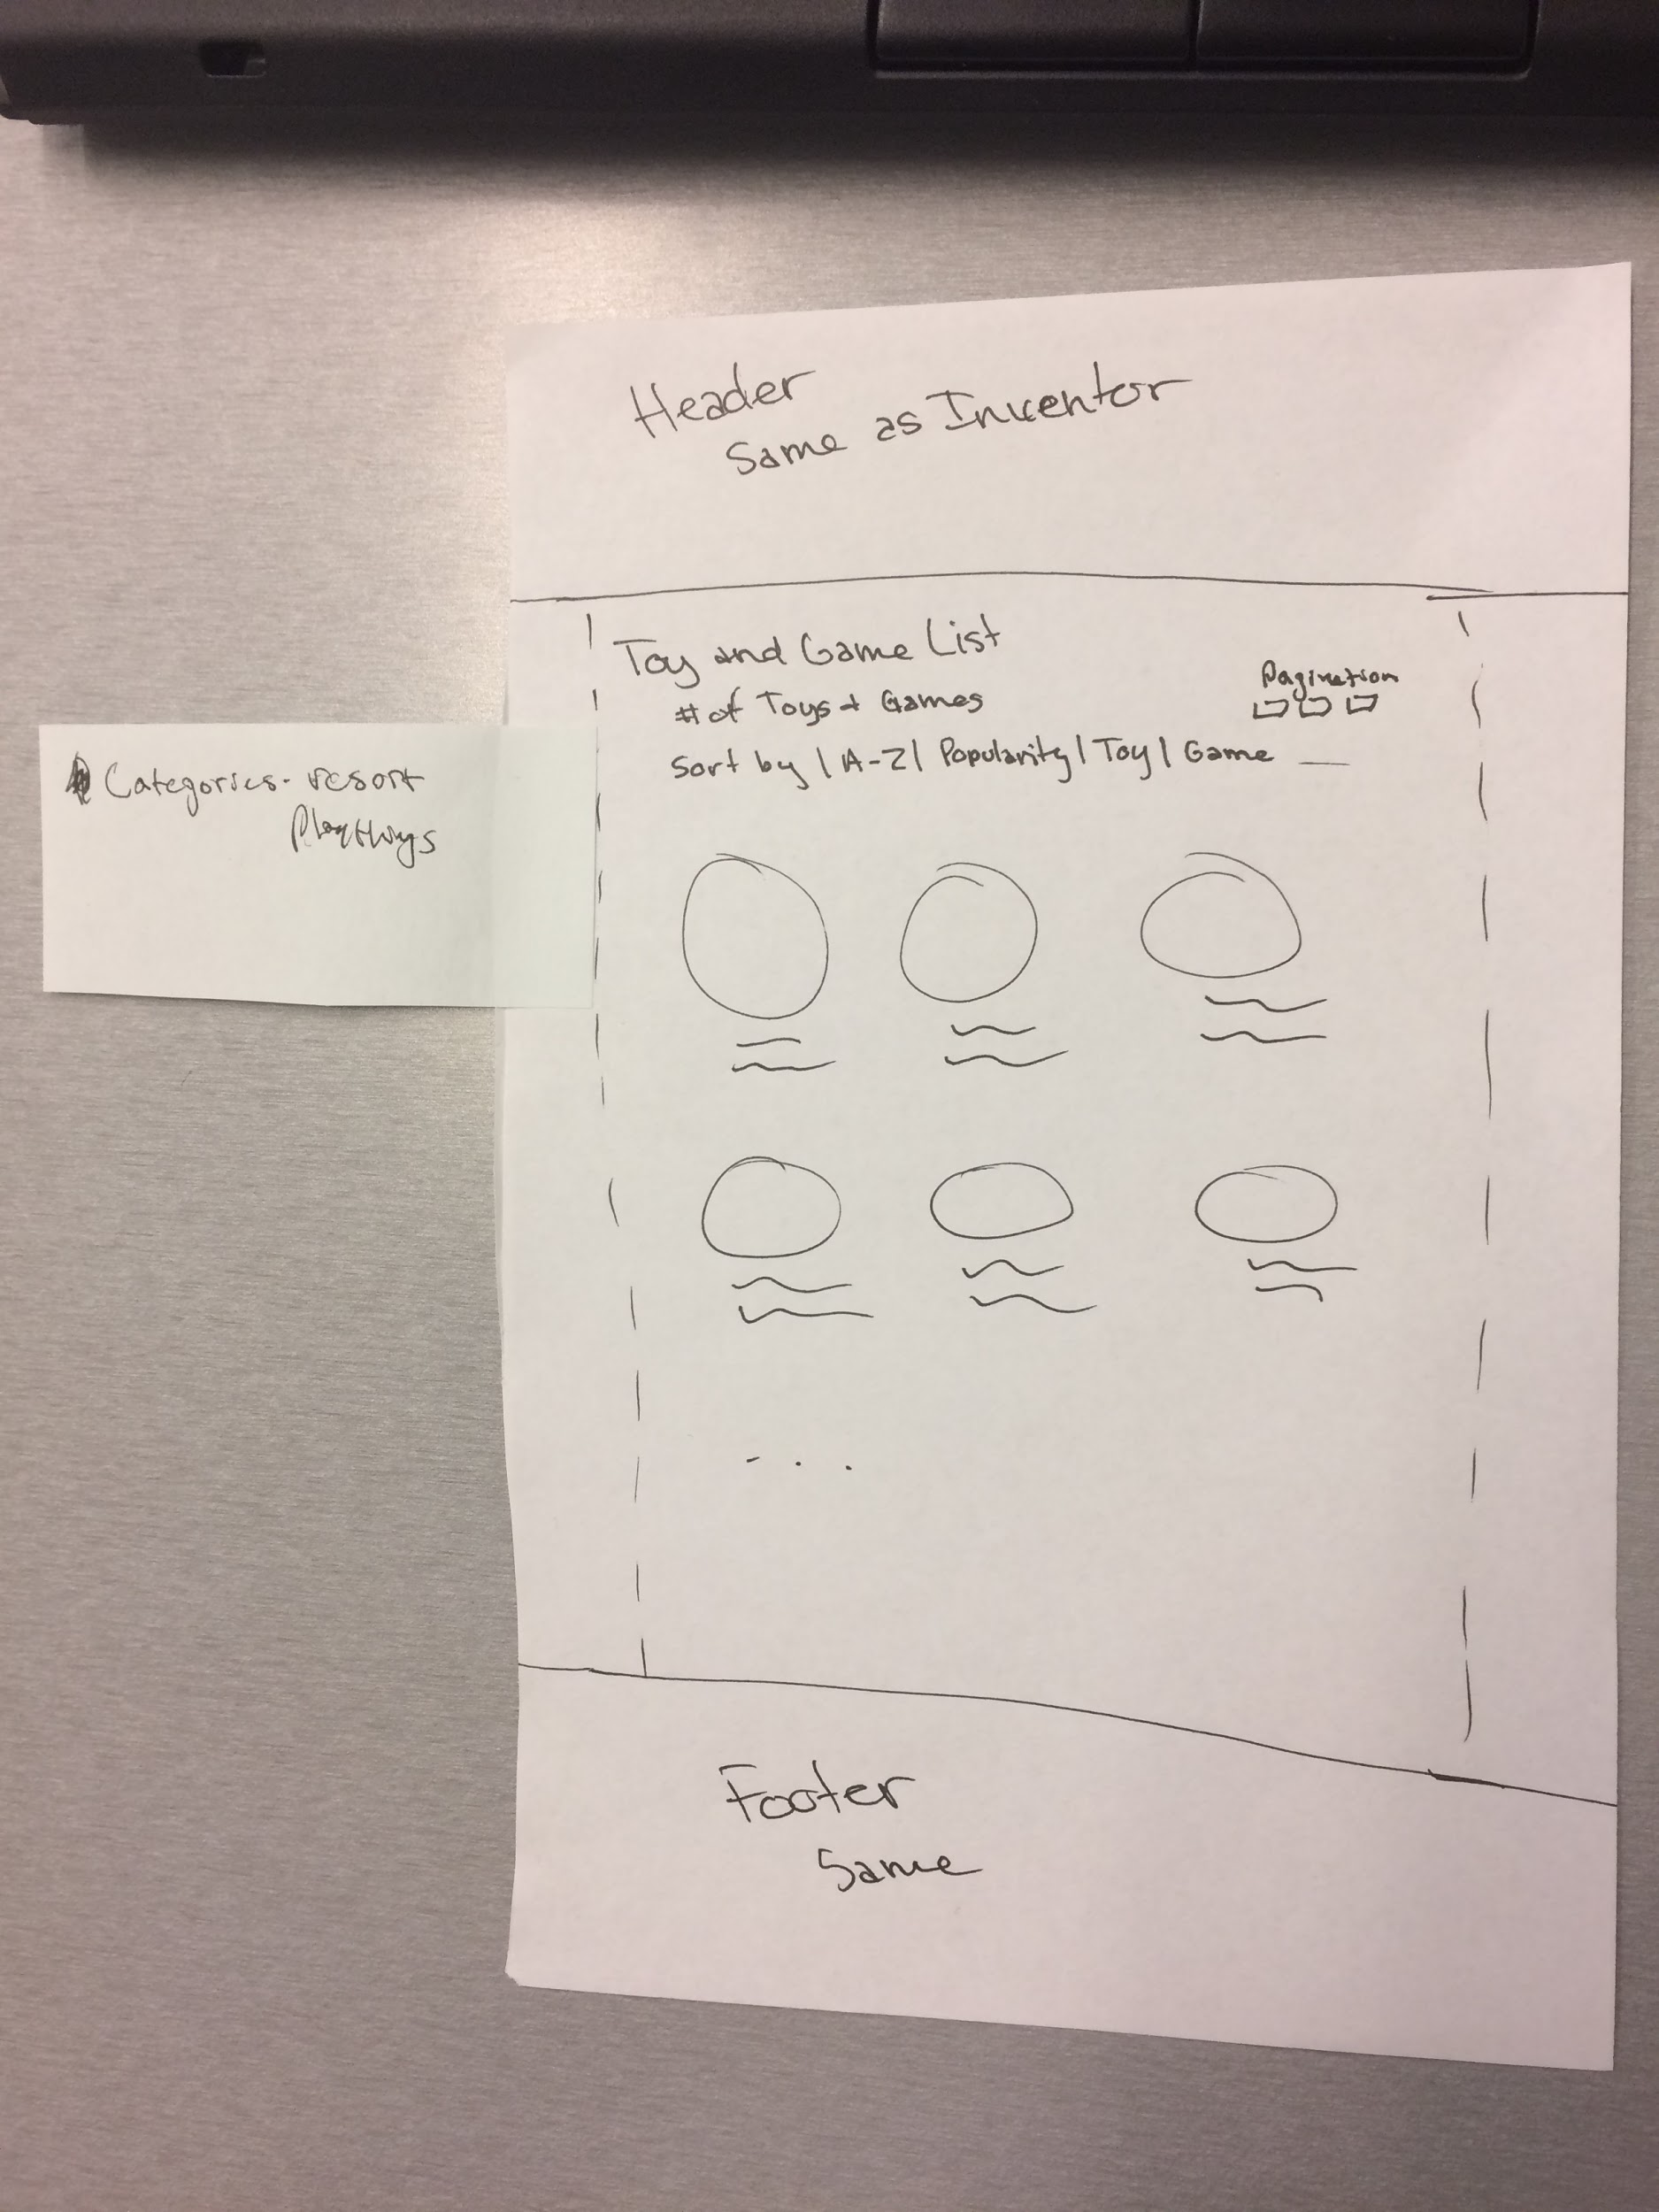 Header
Same as Inventor
Toy and Game List
# of Toys + Games
Pagination
Sort by | A-Z | Popularity | Toy | Game
Categories - resort
Playthings
...
Footer
Same